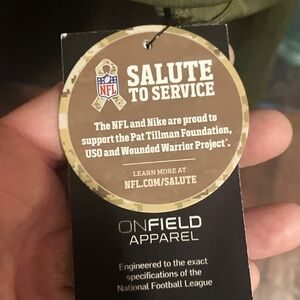 NFL
SALUTE
TO SERVICE
The NFL and Nike are proud to
support the Pat Tillman Foundation,
USO and Wounded Warrior Project*.
LEARN MORE AT
NFL.COM/SALUTE
ONFIELD
APPAREL
Engineered to the exact
specifications of the
National Football League